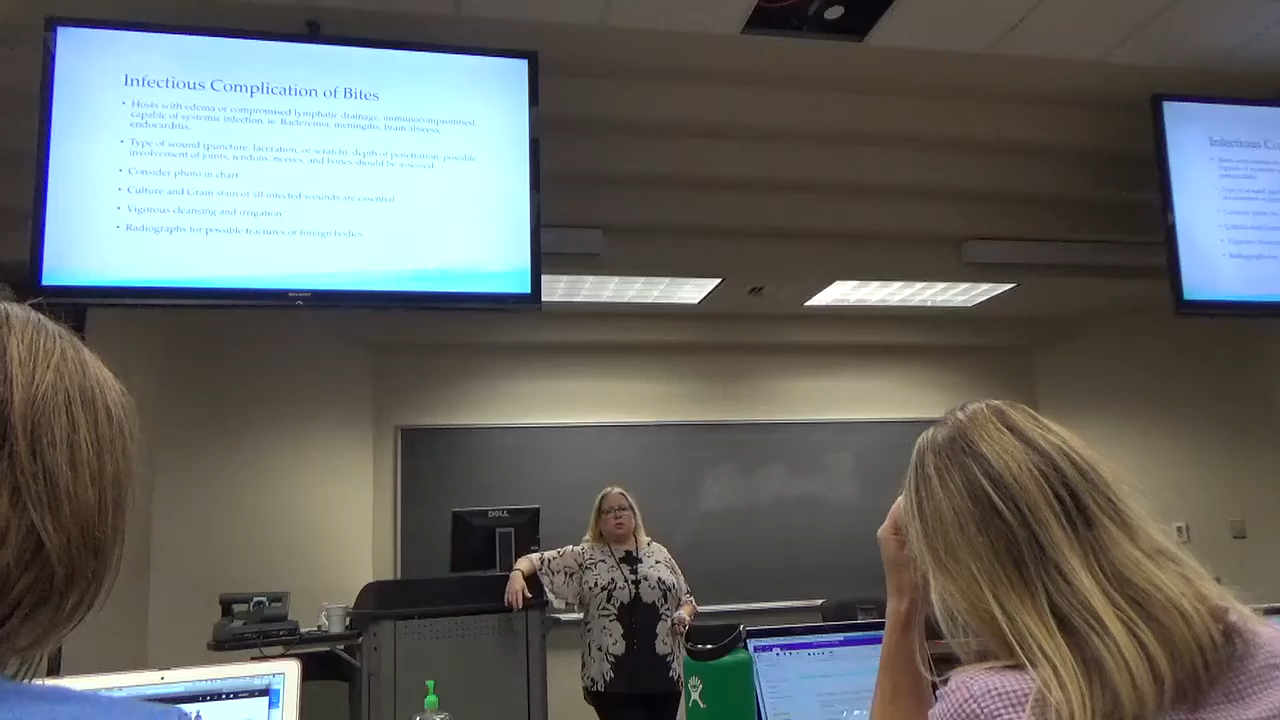 Infectious Complication of Bites
• Hosts with edema or compromised lymphatic drainage, immunocompromised,
capable of systemic infection, ie. Bacteremia, meningitis, brain abscess,
endocarditis.
• Type of wound (puncture, laceration, or scratch), depth of penetration, possible
involvement of joints, tendons, nerves, and bones should be assessed.
• Consider photo in chart
• Culture and Gram stain of all infected wounds are essential
• Vigorous cleansing and irrigation
• Radiographs for possible fractures or foreign bodies
SHARP
Infectious Co
DELL